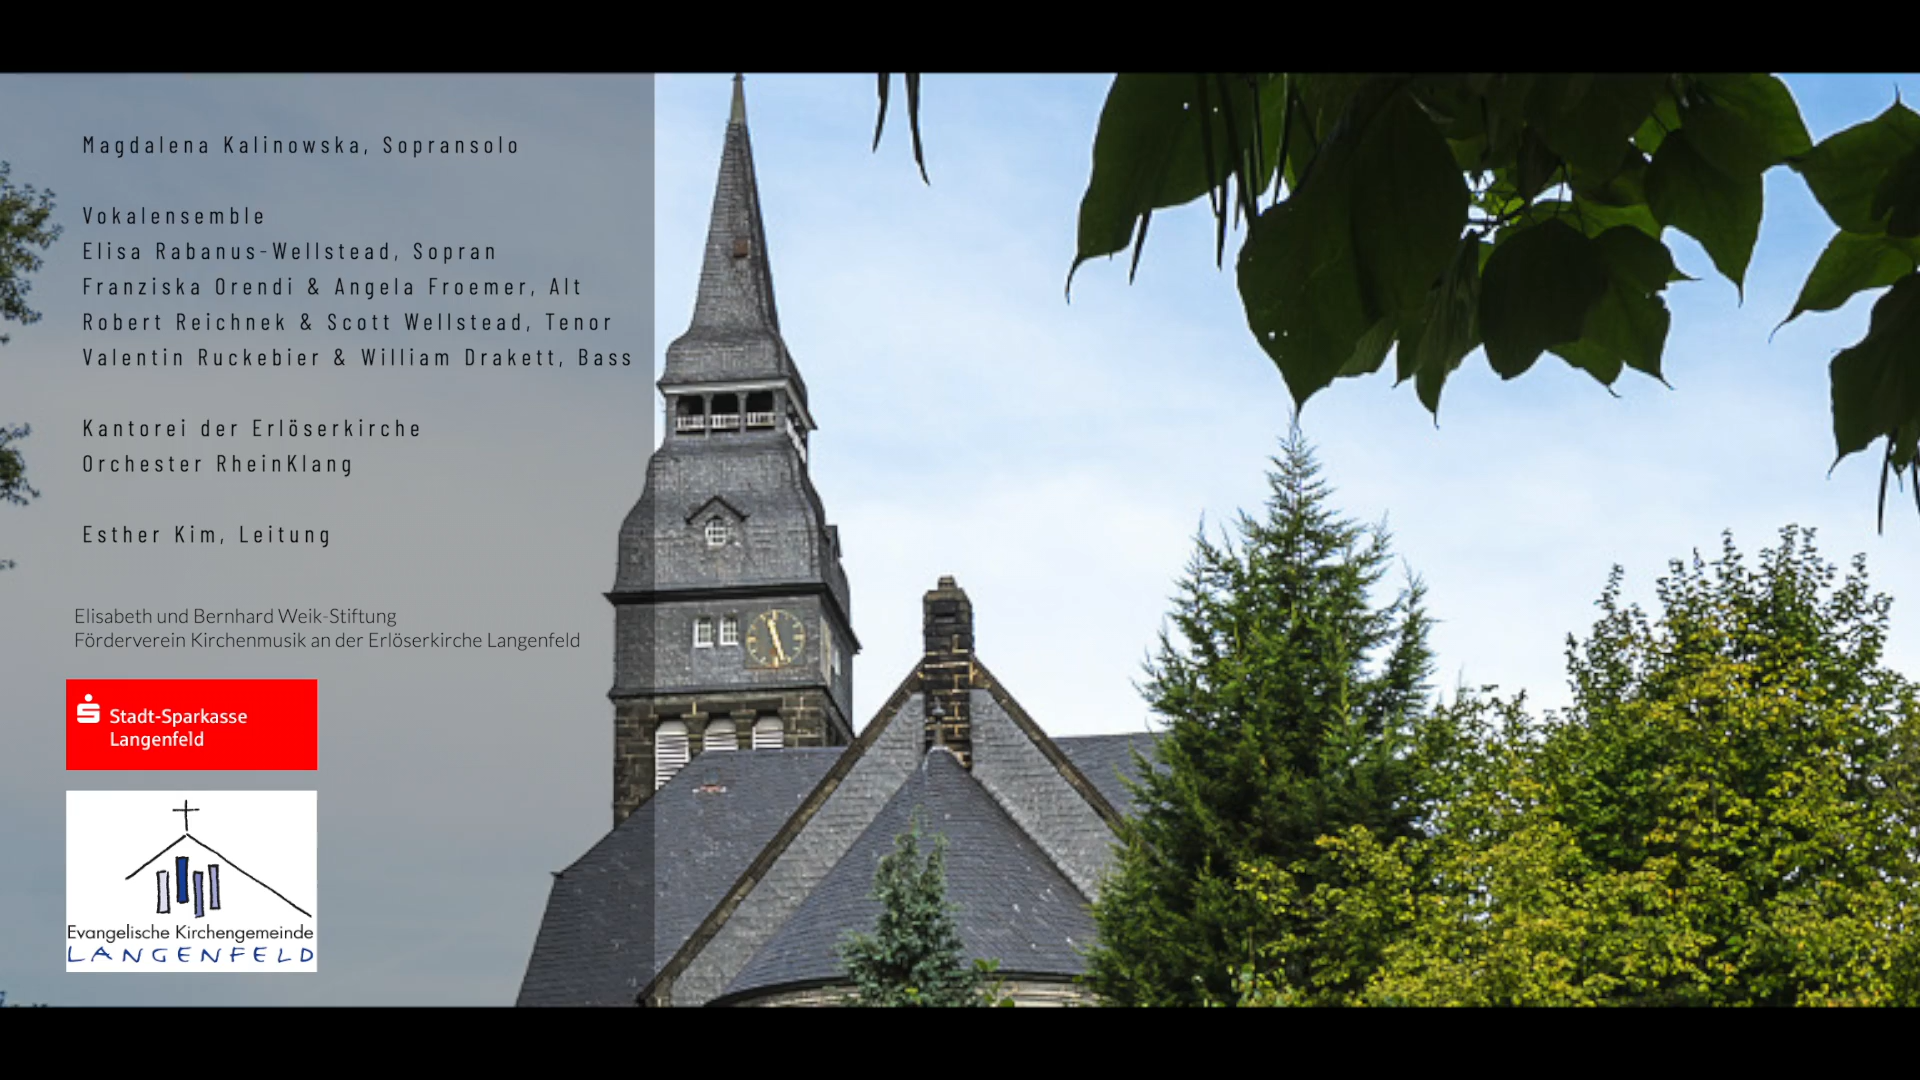 Magdalena Kalinowska, Sopransolo
Vokalensemble
Elisa Rabanus-Wellstead, Sopran
Franziska Orendi & Angela Froemer, Alt
Robert Reichnek & Scott Wellstead, Tenor
Valentin Ruckebier & William Drakett, Bass
Kantorei der Erlöserkirche
Orchester RheinKlang
Esther Kim, Leitung
Elisabeth und Bernhard Weik-Stiftung
Förderverein Kirchenmusik an der Erlöserkirche Langenfeld
Stadt-Sparkasse
Langenfeld
Evangelische Kirchengemeinde
LANGENFELD